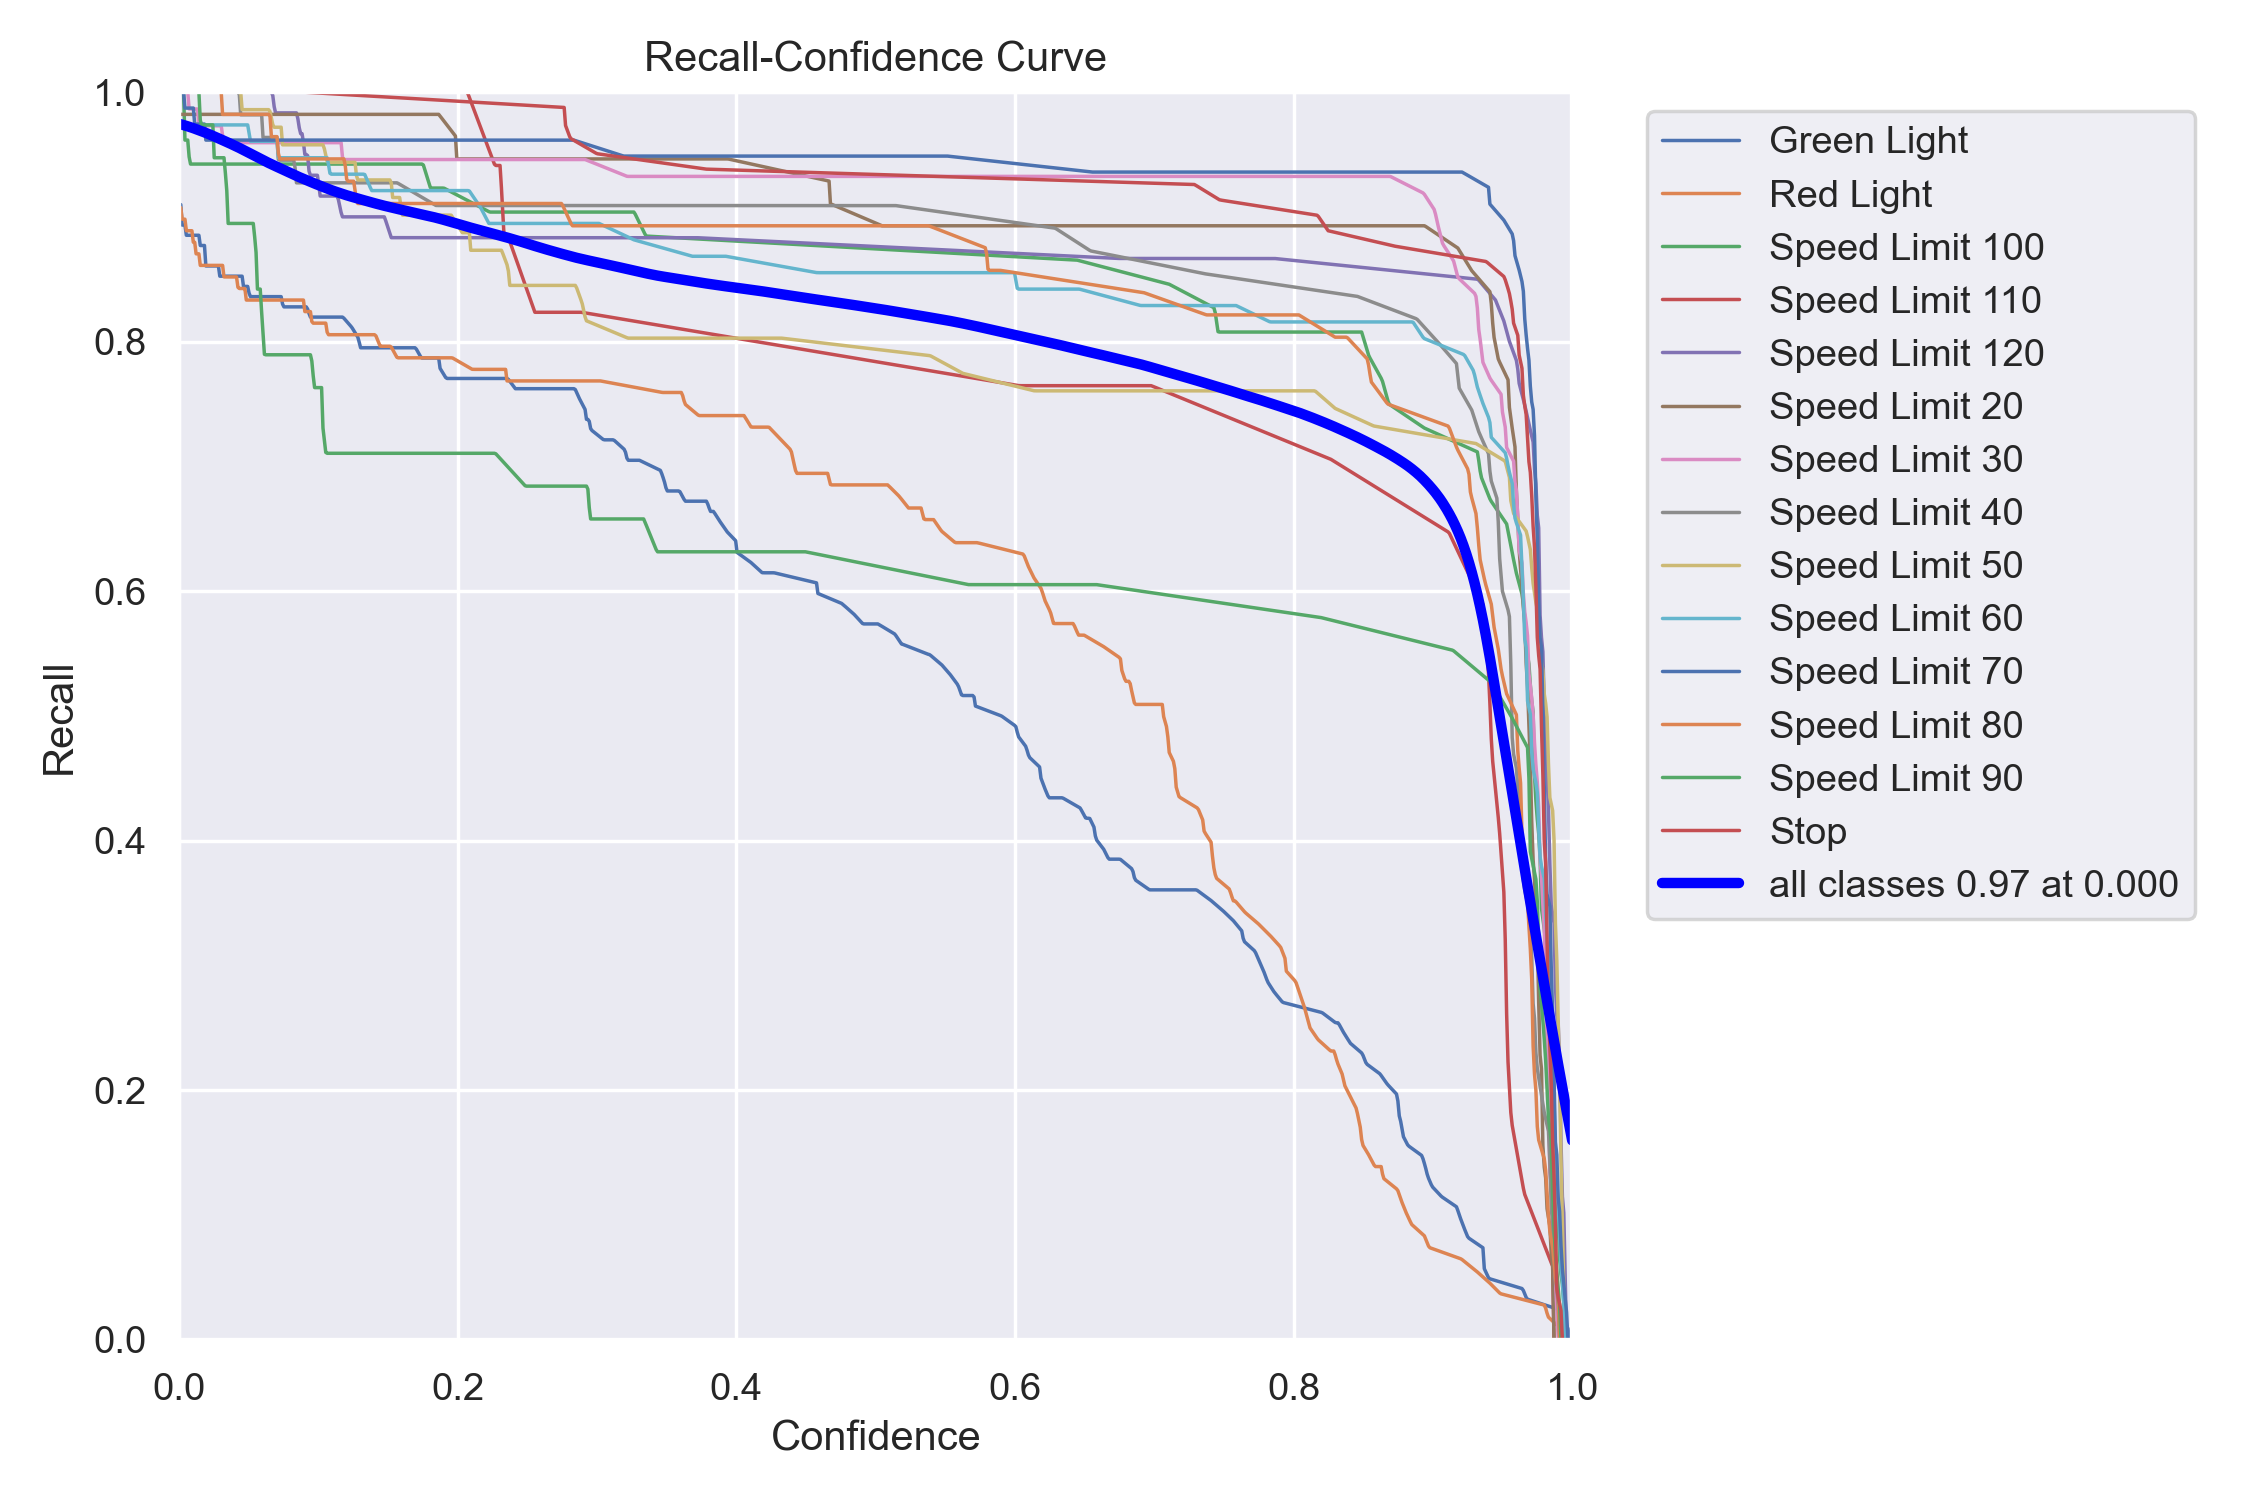 Recall-Confidence Curve
1.0
0.8
0.6
0.4
0.2
0.0
Recall
0.0 0.2 0.4 0.6 0.8 1.0
Confidence
Green Light
Red Light
Speed Limit 100
Speed Limit 110
Speed Limit 120
Speed Limit 20
Speed Limit 30
Speed Limit 40
Speed Limit 50
Speed Limit 60
Speed Limit 70
Speed Limit 80
Speed Limit 90
Stop
all classes 0.97 at 0.000